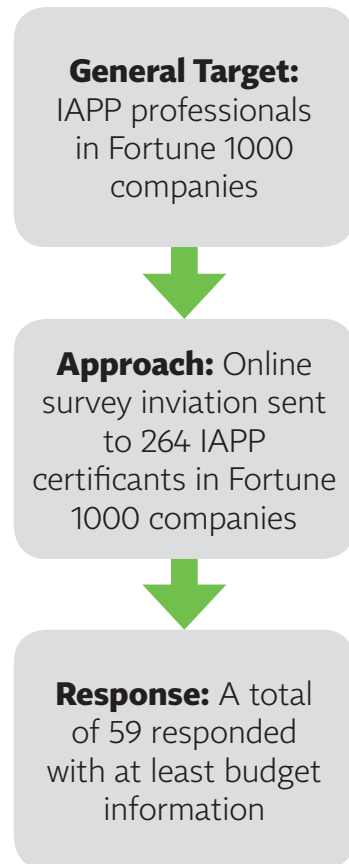 General Target:
IAPP professionals
in Fortune 1000
companies
Approach: Online
survey inviation sent
to 264 IAPP
certificants in Fortune
1000 companies
Response: A total
of 59 responded
with at least budget
information